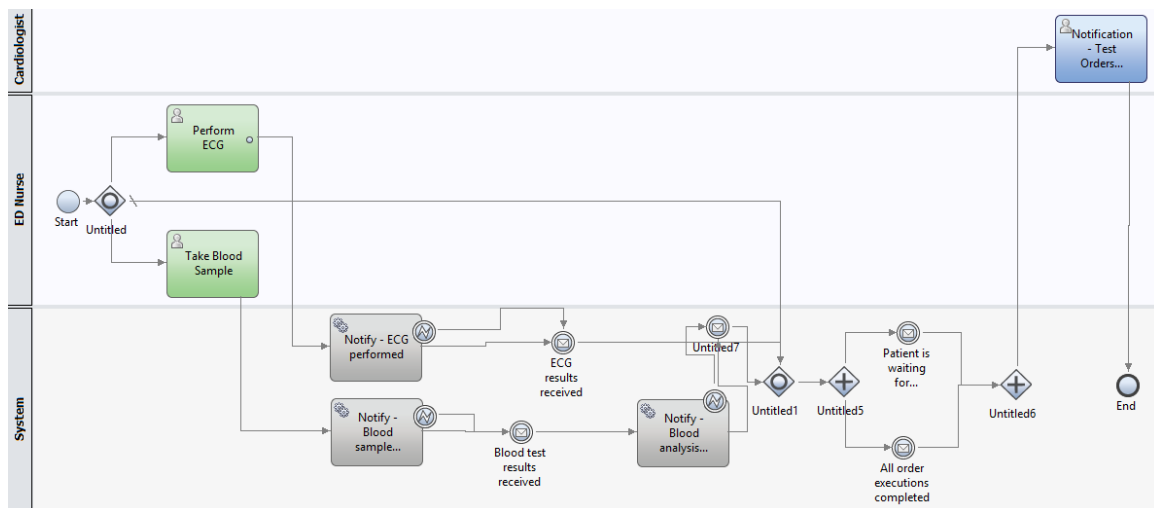 Cardiologist
Notification
- Test
Orders...
ED Nurse
Perform
ECG
Start
Untitled
Take Blood
Sample
System
Notify - ECG
performed
ECG
results
received
Untitled7
Untitled1
Untitled5
Patient is
waiting
for...
Untitled6
End
Notify -
Blood
sample...
Blood test
results
received
Notify -
Blood
analysis...
All order
executions
completed